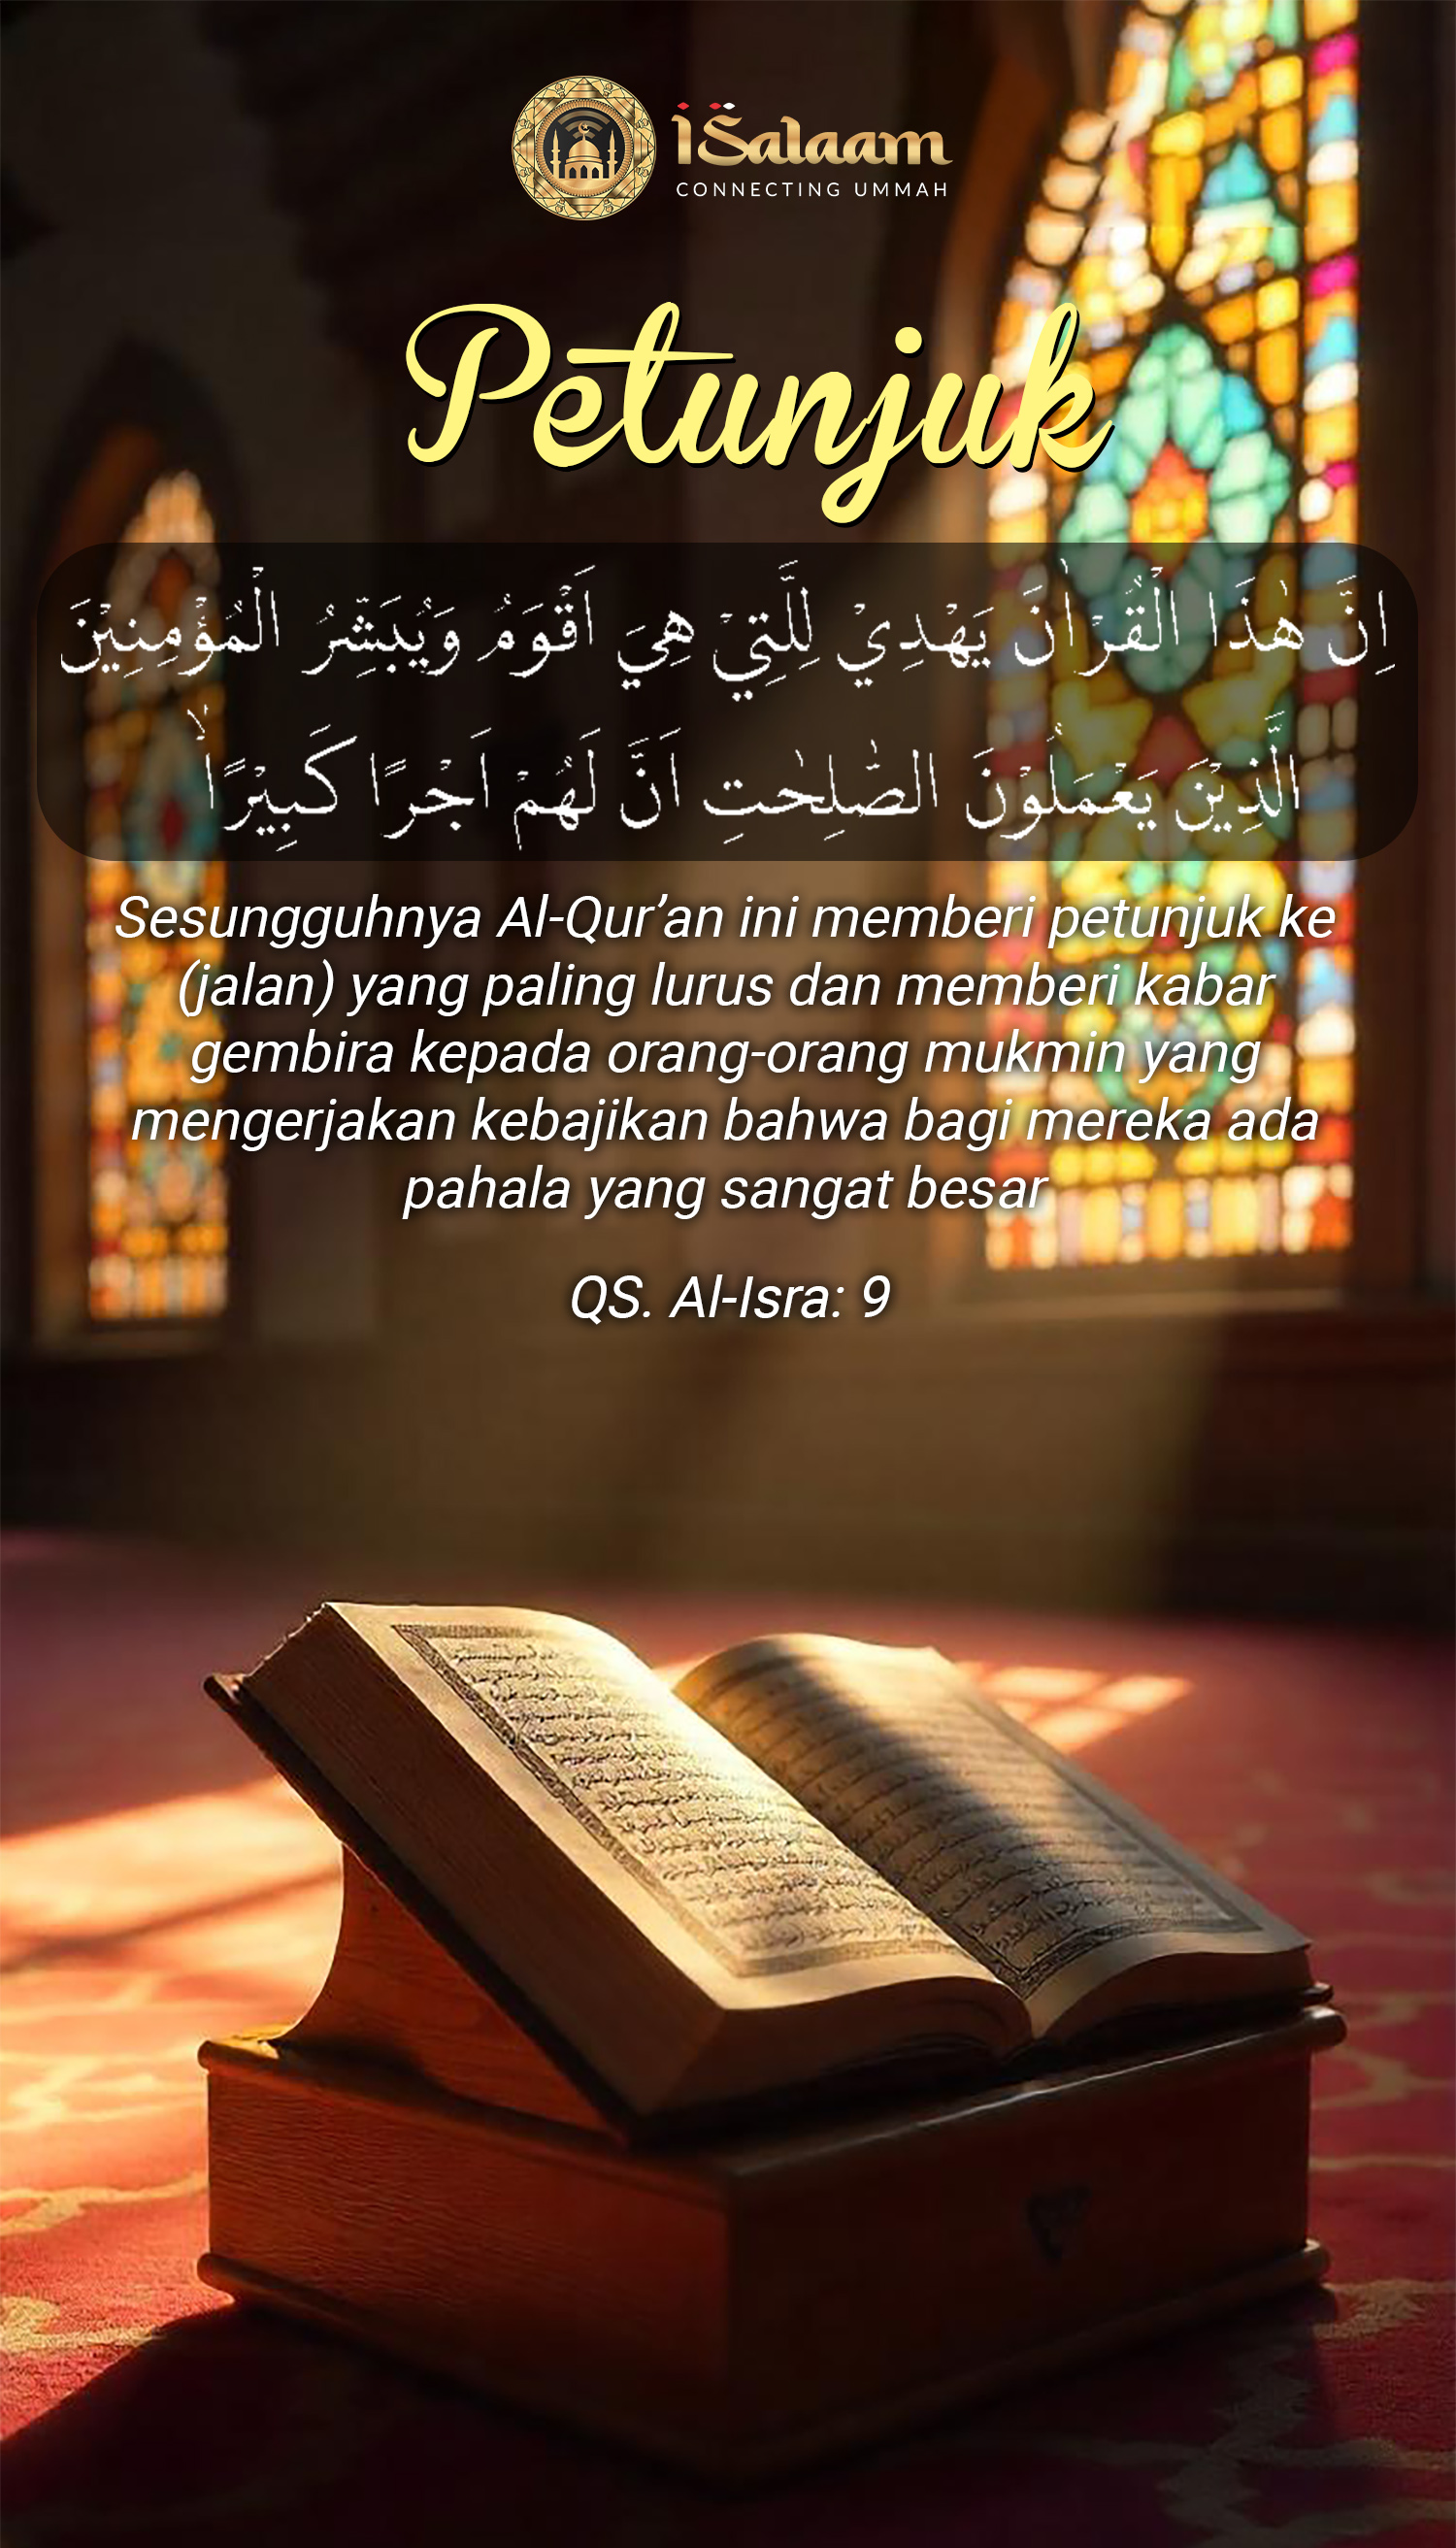 iSalaam
CONNECTING UMMAH
Petunjuk
اِنَّ هٰذَا الْقُرْاٰنَ يَهْدِيْ لِلَّتِيْ هِيَ اَقْوَمُ وَيُبَشِّرُ الْمُؤْمِنِيْنَ
الَّذِيْنَ يَعْمَلُوْنَ الصّٰلِحٰتِ اَنَّ لَهُمْ اَجْرًا كَبِيْرًاۙ
Sesungguhnya Al-Qur’an ini memberi petunjuk ke
(jalan) yang paling lurus dan memberi kabar
gembira kepada orang-orang mukmin yang
mengerjakan kebajikan bahwa bagi mereka ada
pahala yang sangat besar
QS. Al-Isra: 9